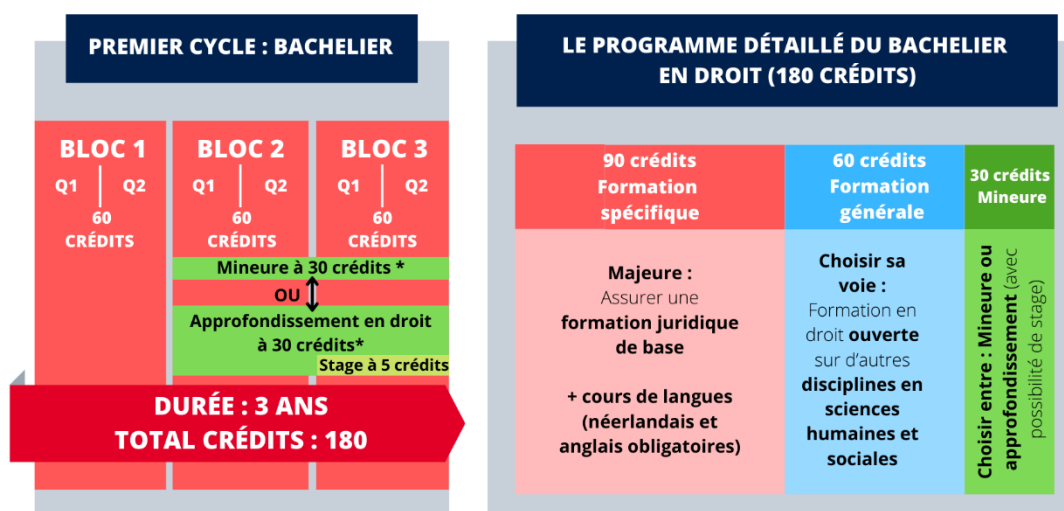 PREMIER CYCLE : BACHELIER
BLOC 1
Q1 Q2
60
CRÉDITS
BLOC 2
Q1 Q2
60
CRÉDITS
BLOC 3
Q1 Q2
60
CRÉDITS
Mineure à 30 crédits *
OU
Approfondissement en droit
à 30 crédits*
Stage à 5 crédits
DURÉE : 3 ANS
TOTAL CRÉDITS : 180
LE PROGRAMME DÉTAILLÉ DU BACHELIER
EN DROIT (180 CRÉDITS)
90 crédits
Formation
spécifique
Majeure :
Assurer une
formation juridique
de base
+ cours de langues
(néerlandais et
anglais obligatoires)
60 crédits
Formation
générale
Choisir sa
voie :
Formation en
droit ouverte
sur d'autres
disciplines en
sciences
humaines et
sociales
30 crédits
Mineure
Choisir entre : Mineure ou
approfondissement (avec
possibilité de stage)